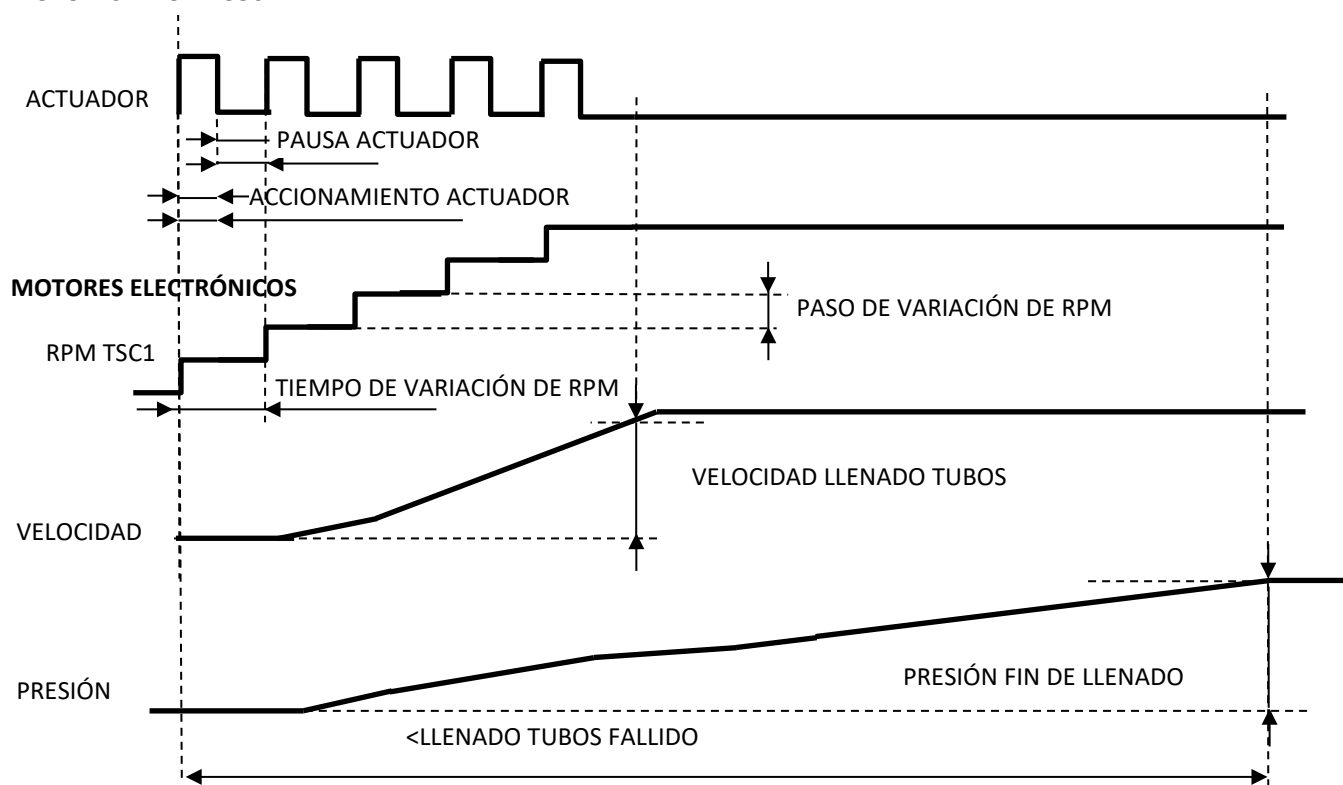 ACTUADOR
PAUSA ACTUADOR
ACCIONAMIENTO ACTUADOR
MOTORES ELECTRÓNICOS
PASO DE VARIACIÓN DE RPM
RPM TSC1
TIEMPO DE VARIACIÓN DE RPM
VELOCIDAD LLENADO TUBOS
VELOCIDAD
PRESIÓN FIN DE LLENADO
PRESIÓN
<LLENADO TUBOS FALLIDO